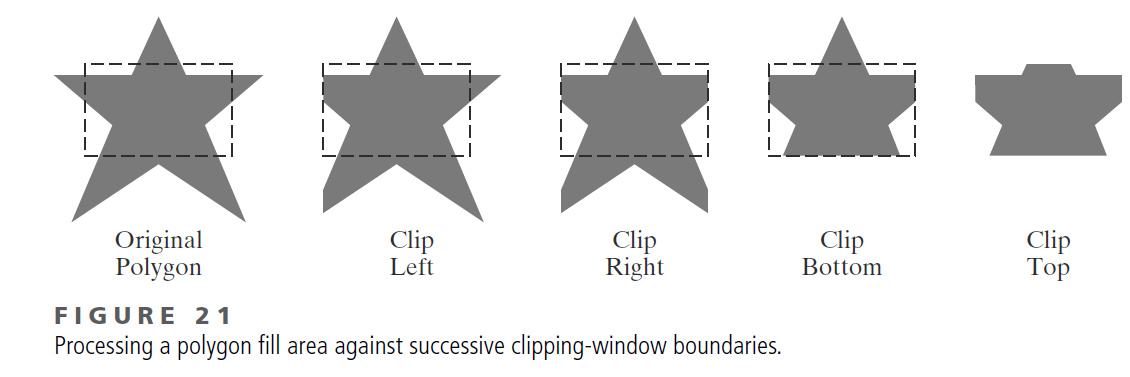 Original
Polygon
Clip
Left
Clip
Right
Clip
Bottom
Clip
Top
FIGURE 21
Processing a polygon fill area against successive clipping-window boundaries.